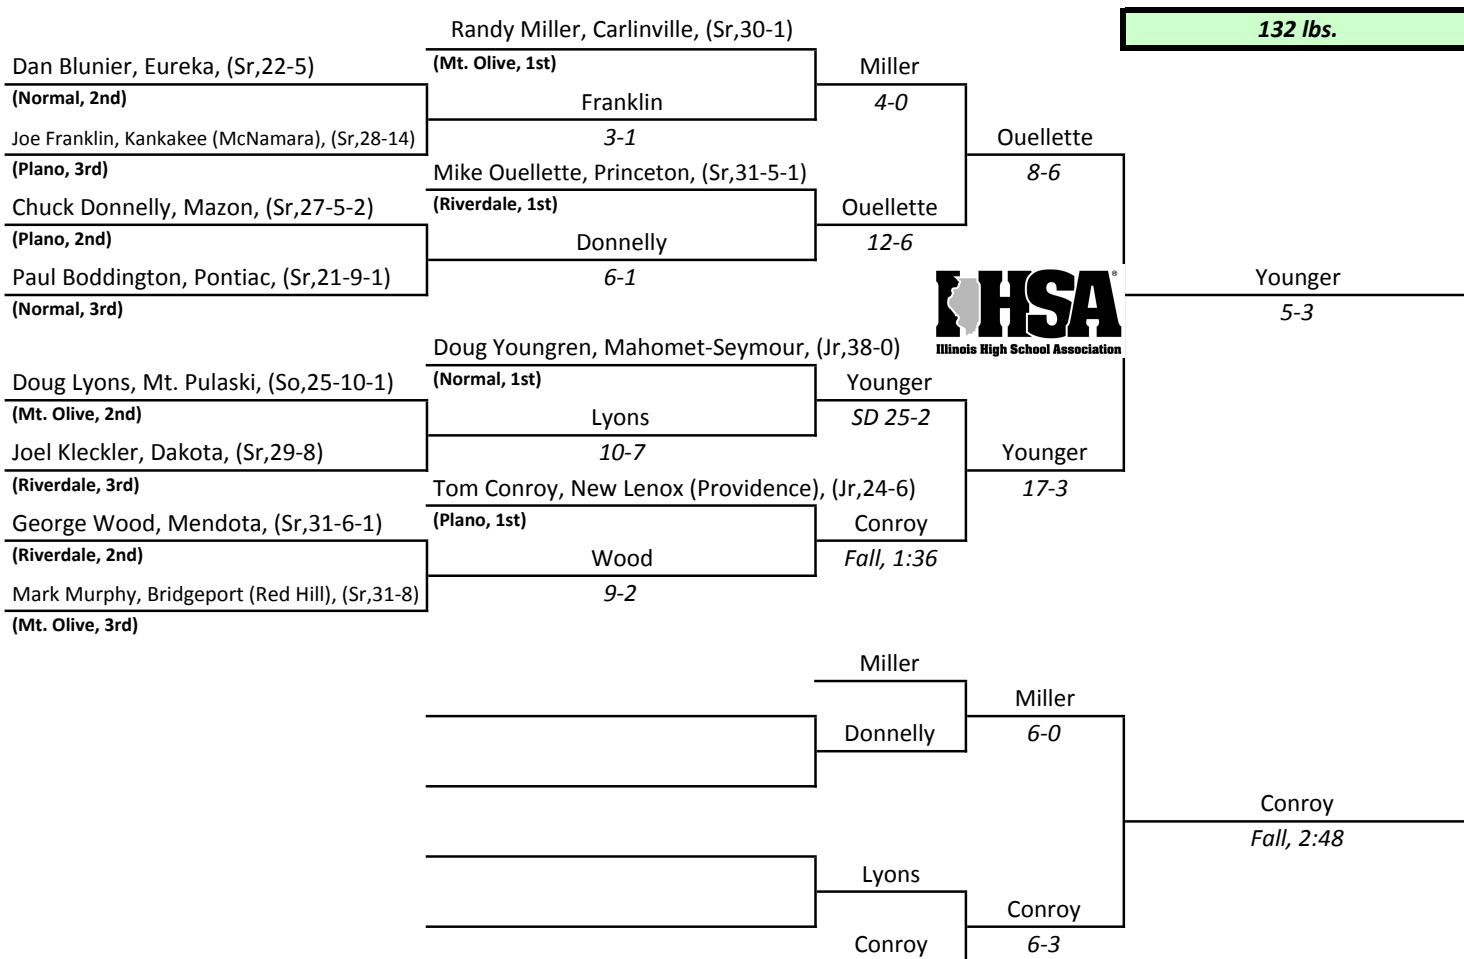 Randy Miller, Carlinville, (Sr,30-1)
132 lbs.
Dan Blunier, Eureka, (Sr,22-5)
(Mt. Olive, 1st)
Miller
(Normal, 2nd)
Franklin
4-0
Joe Franklin, Kankakee (McNamara), (Sr,28-14)
3-1
Ouellette
(Plano, 3rd)
Mike Ouellette, Princeton, (Sr,31-5-1)
8-6
Chuck Donnelly, Mazon, (Sr,27-5-2)
(Riverdale, 1st)
Ouellette
(Plano, 2nd)
Donnelly
12-6
Paul Boddington, Pontiac, (Sr,21-9-1)
6-1
IHSA®
Illinois High School Association
Younger
(Normal, 3rd)
5-3
Doug Youngren, Mahomet-Seymour, (Jr,38-0)
Doug Lyons, Mt. Pulaski, (So,25-10-1)
(Normal, 1st)
Younger
(Mt. Olive, 2nd)
Lyons
SD 25-2
Joel Kleckler, Dakota, (Sr,29-8)
10-7
Younger
(Riverdale, 3rd)
Tom Conroy, New Lenox (Providence), (Jr,24-6)
17-3
George Wood, Mendota, (Sr,31-6-1)
(Plano, 1st)
Conroy
(Riverdale, 2nd)
Wood
Fall, 1:36
Mark Murphy, Bridgeport (Red Hill), (Sr,31-8)
9-2
(Mt. Olive, 3rd)
Miller
Miller
Donnelly
6-0
Conroy
Fall, 2:48
Lyons
Conroy
Conroy
6-3